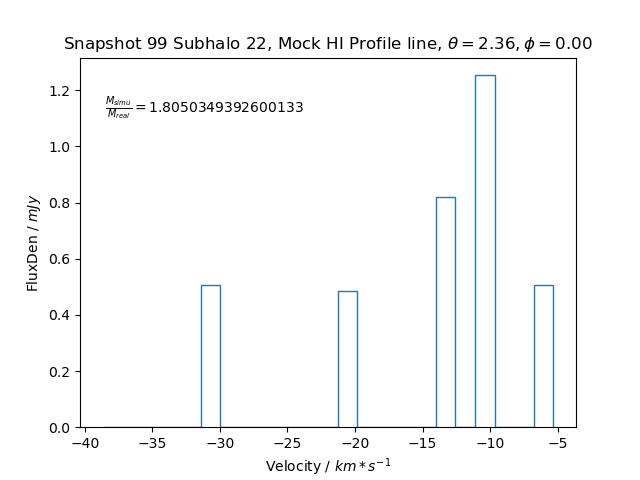 Snapshot 99 Subhalo 22, Mock HI Profile line, θ = 2.36, ϕ = 0.00
M_simu/M_real = 1.8050349392600133
FluxDen / mJy
1.2
1.0
0.8
0.6
0.4
0.2
0.0
−40 −35 −30 −25 −20 −15 −10 −5
Velocity / km * s⁻¹